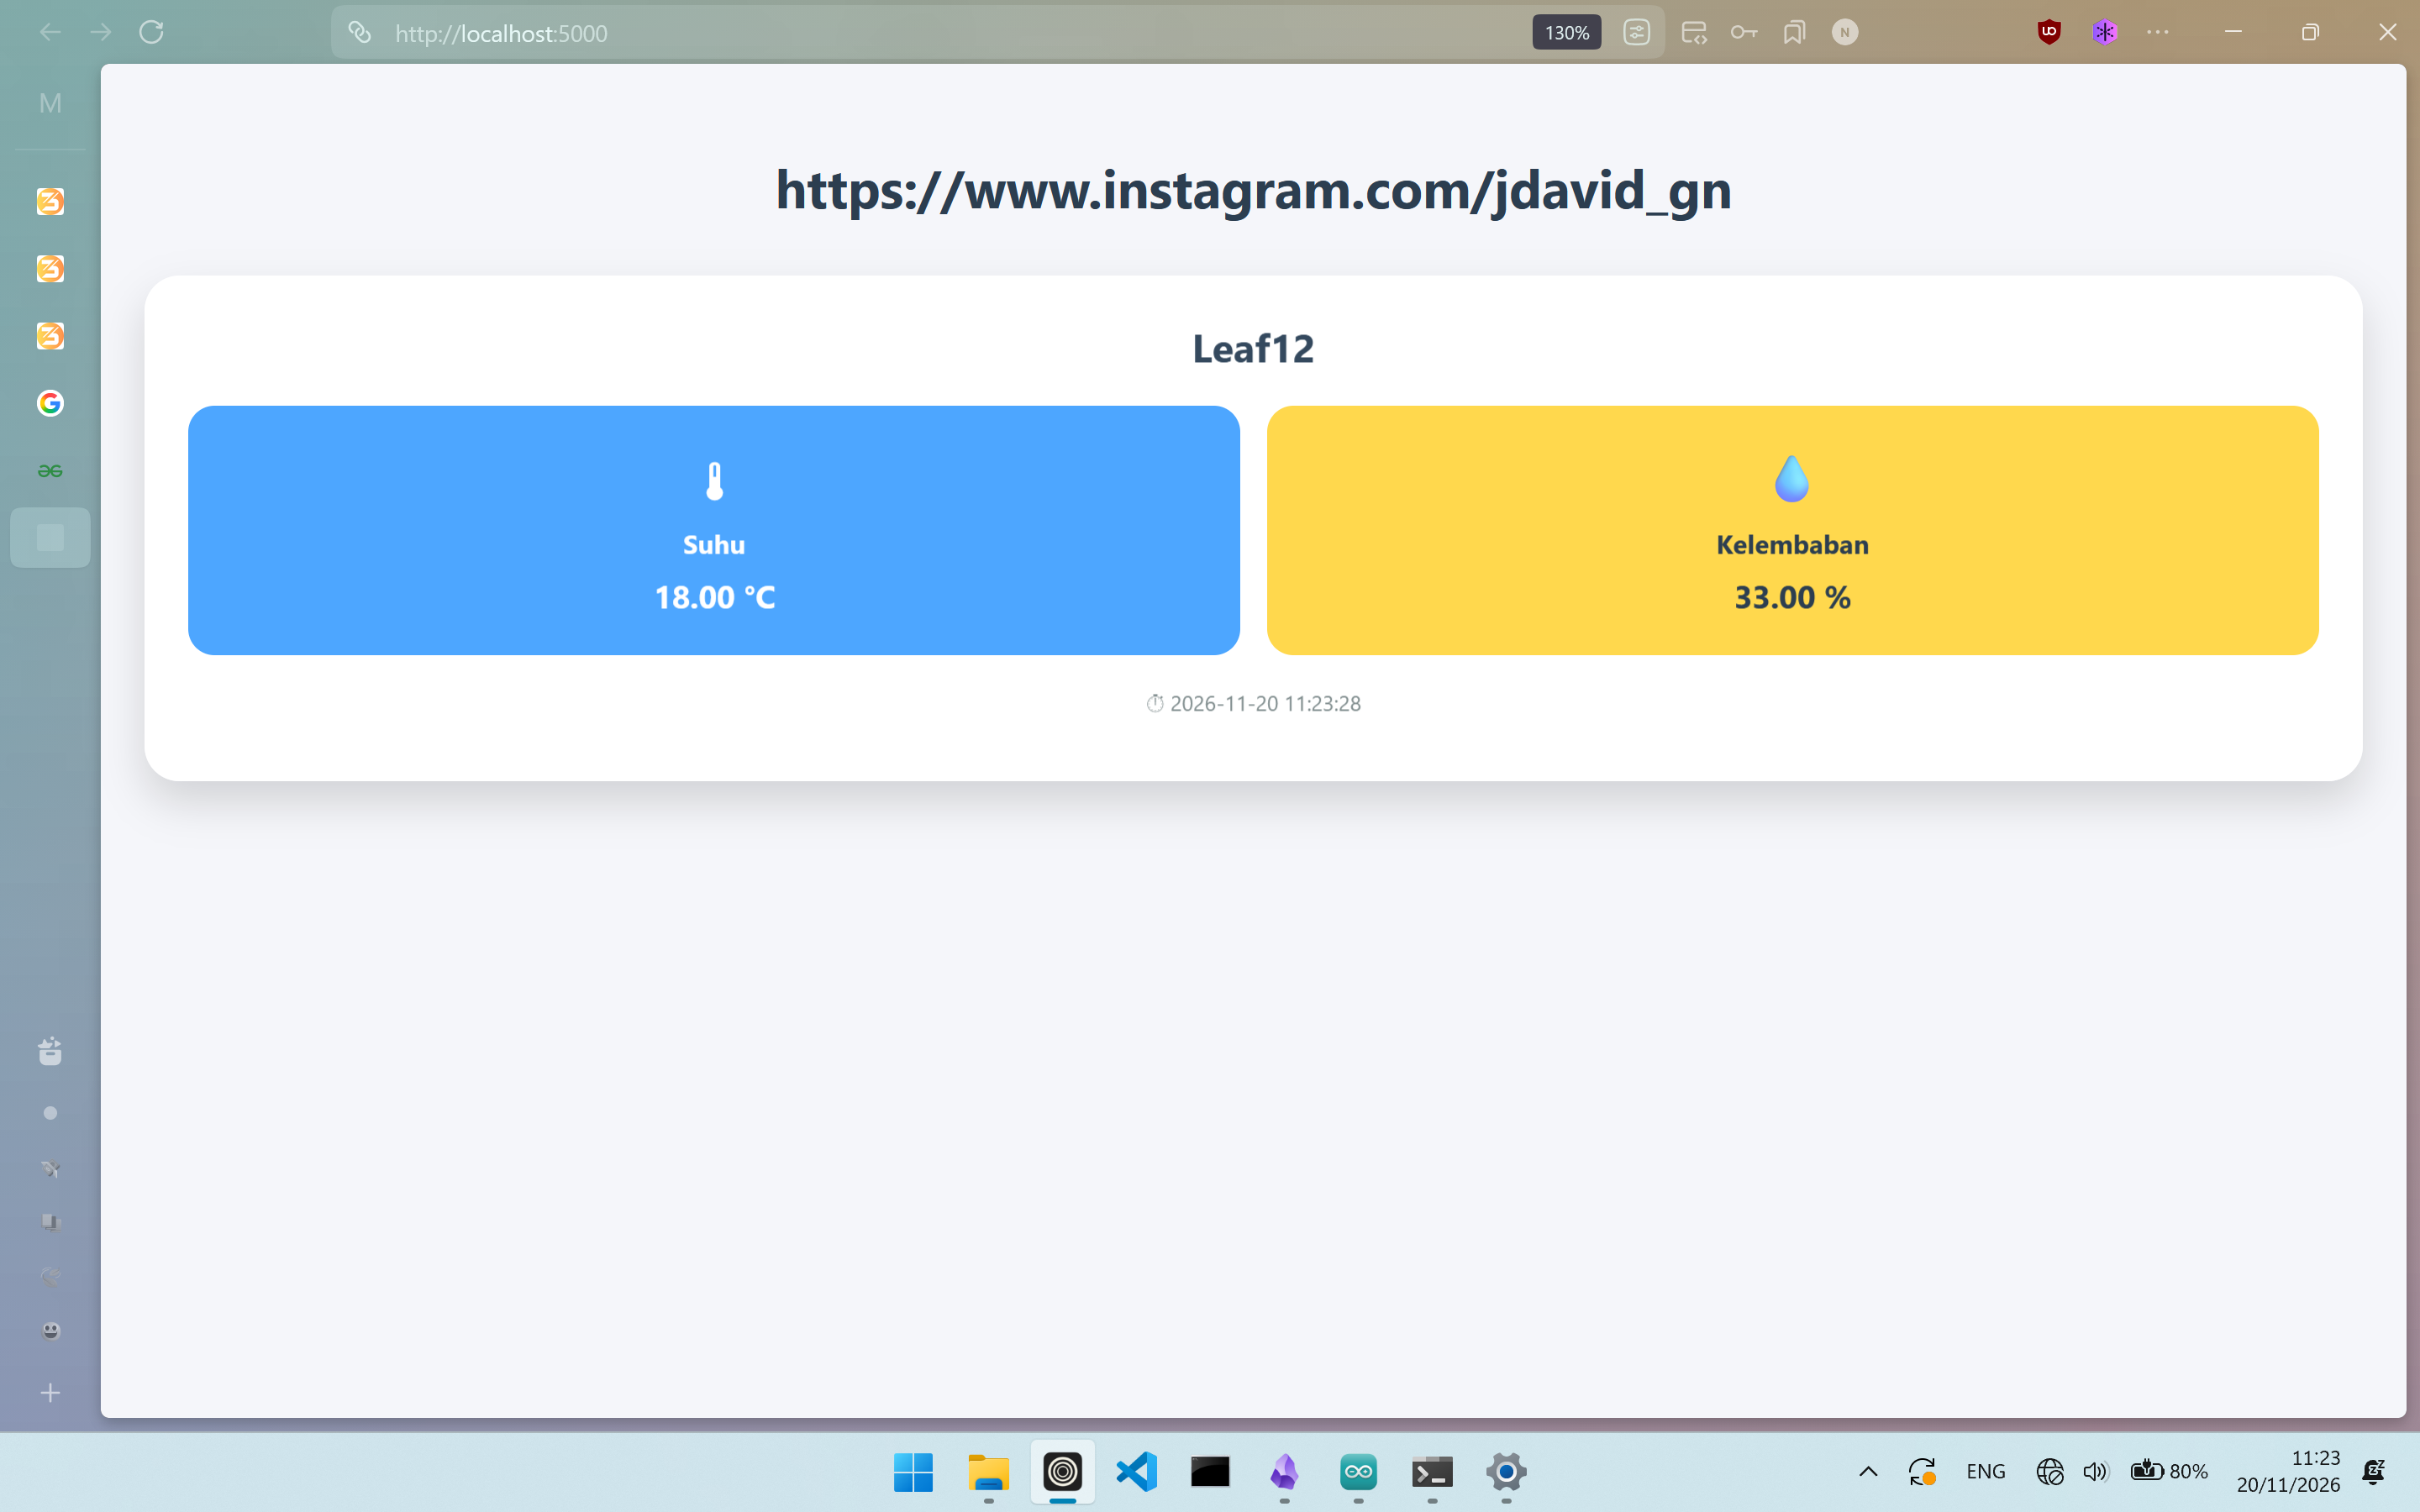 http://localhost:5000
130%
N
M
https://www.instagram.com/jdavid_gn
Leaf12
Suhu
18.00 °C
Kelembaban
33.00 %
⏱ 2026-11-20 11:23:28
ENG
80%
11:23
20/11/2026